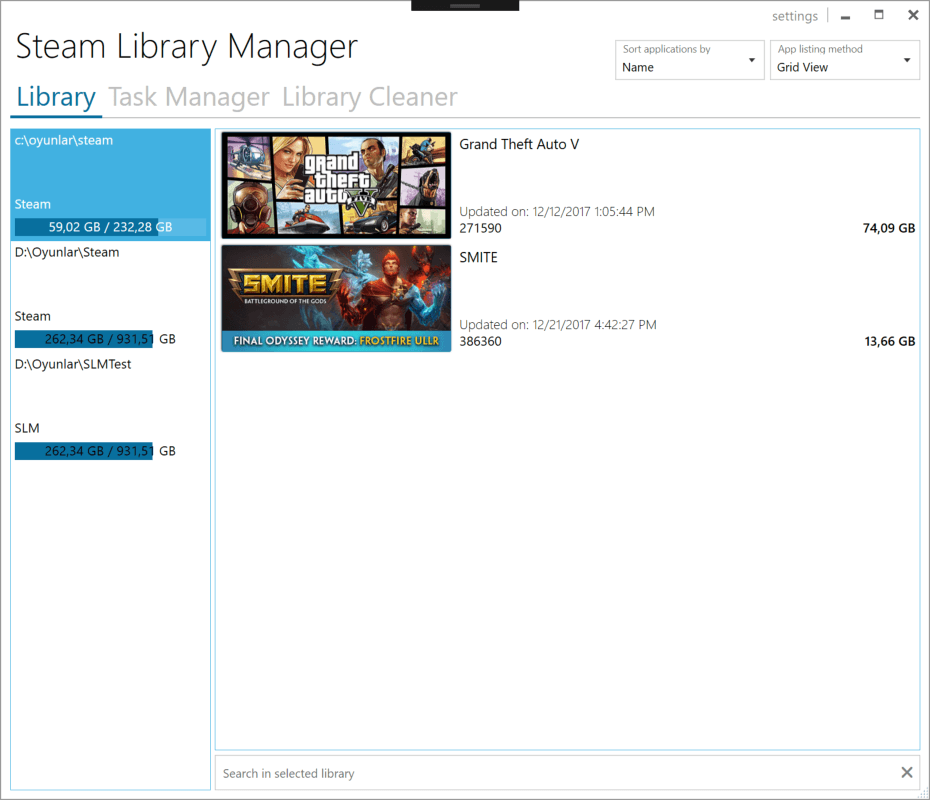 settings
Steam Library Manager
Sort applications by
Name
App listing method
Grid View
Library Task Manager Library Cleaner
c:\oyunlar\steam
Steam
59,02 GB / 232,28 GB
D:\Oyunlar\Steam
Steam
262,34 GB / 931,51 GB
D:\Oyunlar\SLMTest
SLM
262,34 GB / 931,51 GB
grand
theft
auto V
Grand Theft Auto V
Updated on: 12/12/2017 1:05:44 PM
271590
74,09 GB
SMITE
BATTLEGROUND OF THE GODS
FINAL ODYSSEY REWARD: FROSTFIRE ULLR
SMITE
Updated on: 12/21/2017 4:42:27 PM
386360
13,66 GB
Search in selected library